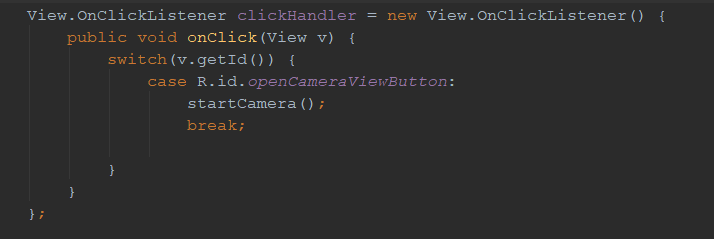 View.OnClickListener clickHandler = new View.OnClickListener() {
    public void onClick(View v) {
        switch(v.getId()) {
            case R.id.openCameraViewButton:
                startCamera();
                break;

        }
    }
};